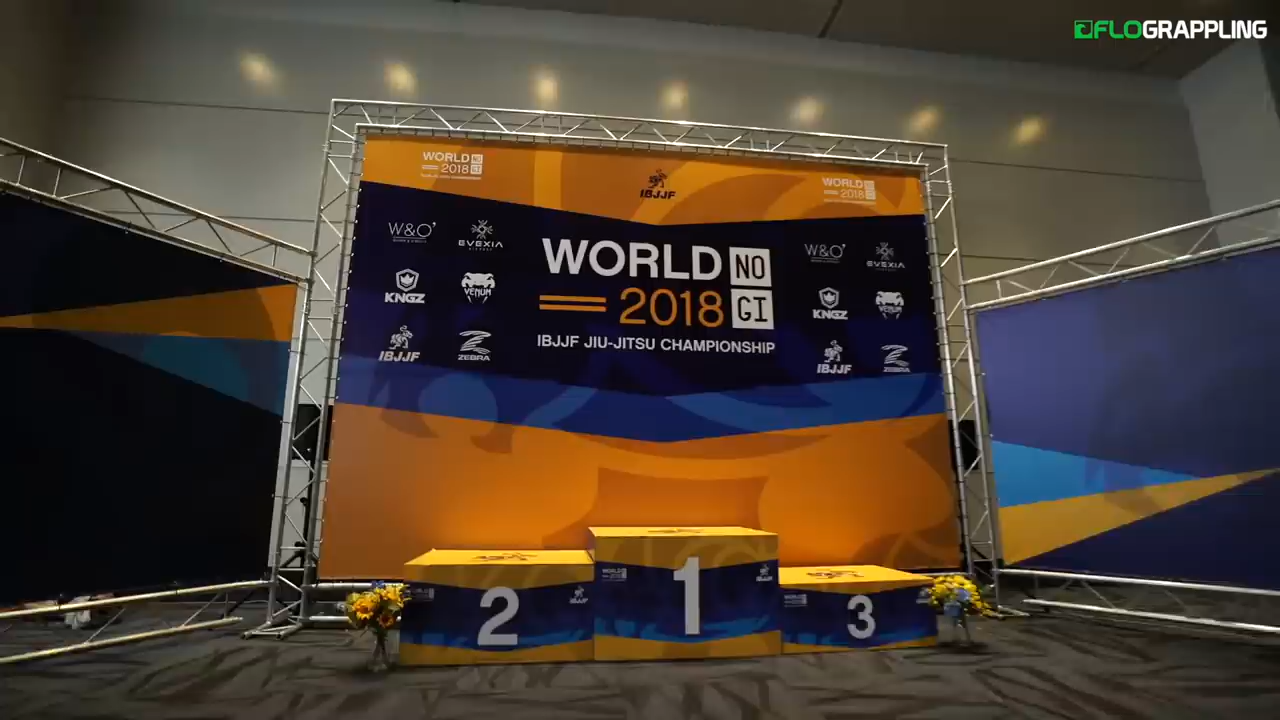 FLOGRAPPLING
WORLD NO GI
2018
IBJJF
WORLD NO GI
2018
W&O
EVEXIA
KNGZ
VENUM
IBJJF
ZEBRA
WORLD NO
2018 GI
IBJJF JIU-JITSU CHAMPIONSHIP
W&O
EVEXIA
KNGZ
VENUM
IBJJF
ZEBRA
2
WORLD
1
3